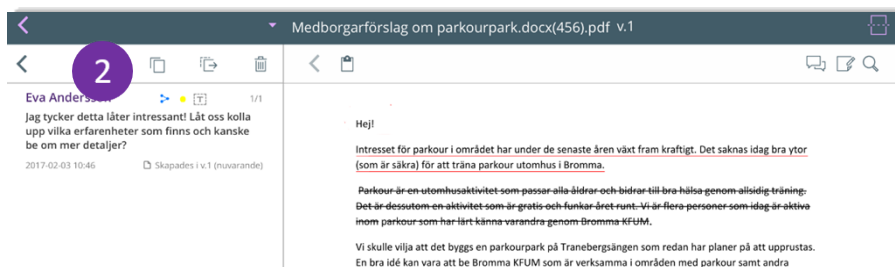 Medborgarförslag om parkourpark.docx(456).pdf v.1
2
Eva Andersson
T
1/1
Jag tycker detta låter intressant! Låt oss kolla
upp vilka erfarenheter som finns och kanske
be om mer detaljer?
2017-02-03 10:46
Skapades i v.1 (nuvarande)
Hej!
Intresset för parkour i området har under de senaste åren växt fram kraftigt. Det saknas idag bra ytor
(som är säkra) för att träna parkour utomhus i Bromma.
Parkour är en utomhusaktivitet som passar alla åldrar och bidrar till bra hälsa genom allsidig träning.
Det är dessutom en aktivitet som är gratis och funkar året runt. Vi är flera personer som idag är aktiva
inom parkour som har lärt känna varandra genom Bromma KFUM.
Vi skulle vilja att det byggs en parkourpark på Tranebergsängen som redan har planer på att upprustas.
En bra idé kan vara att be Bromma KFUM som är verksamma i områden med parkour samt andra